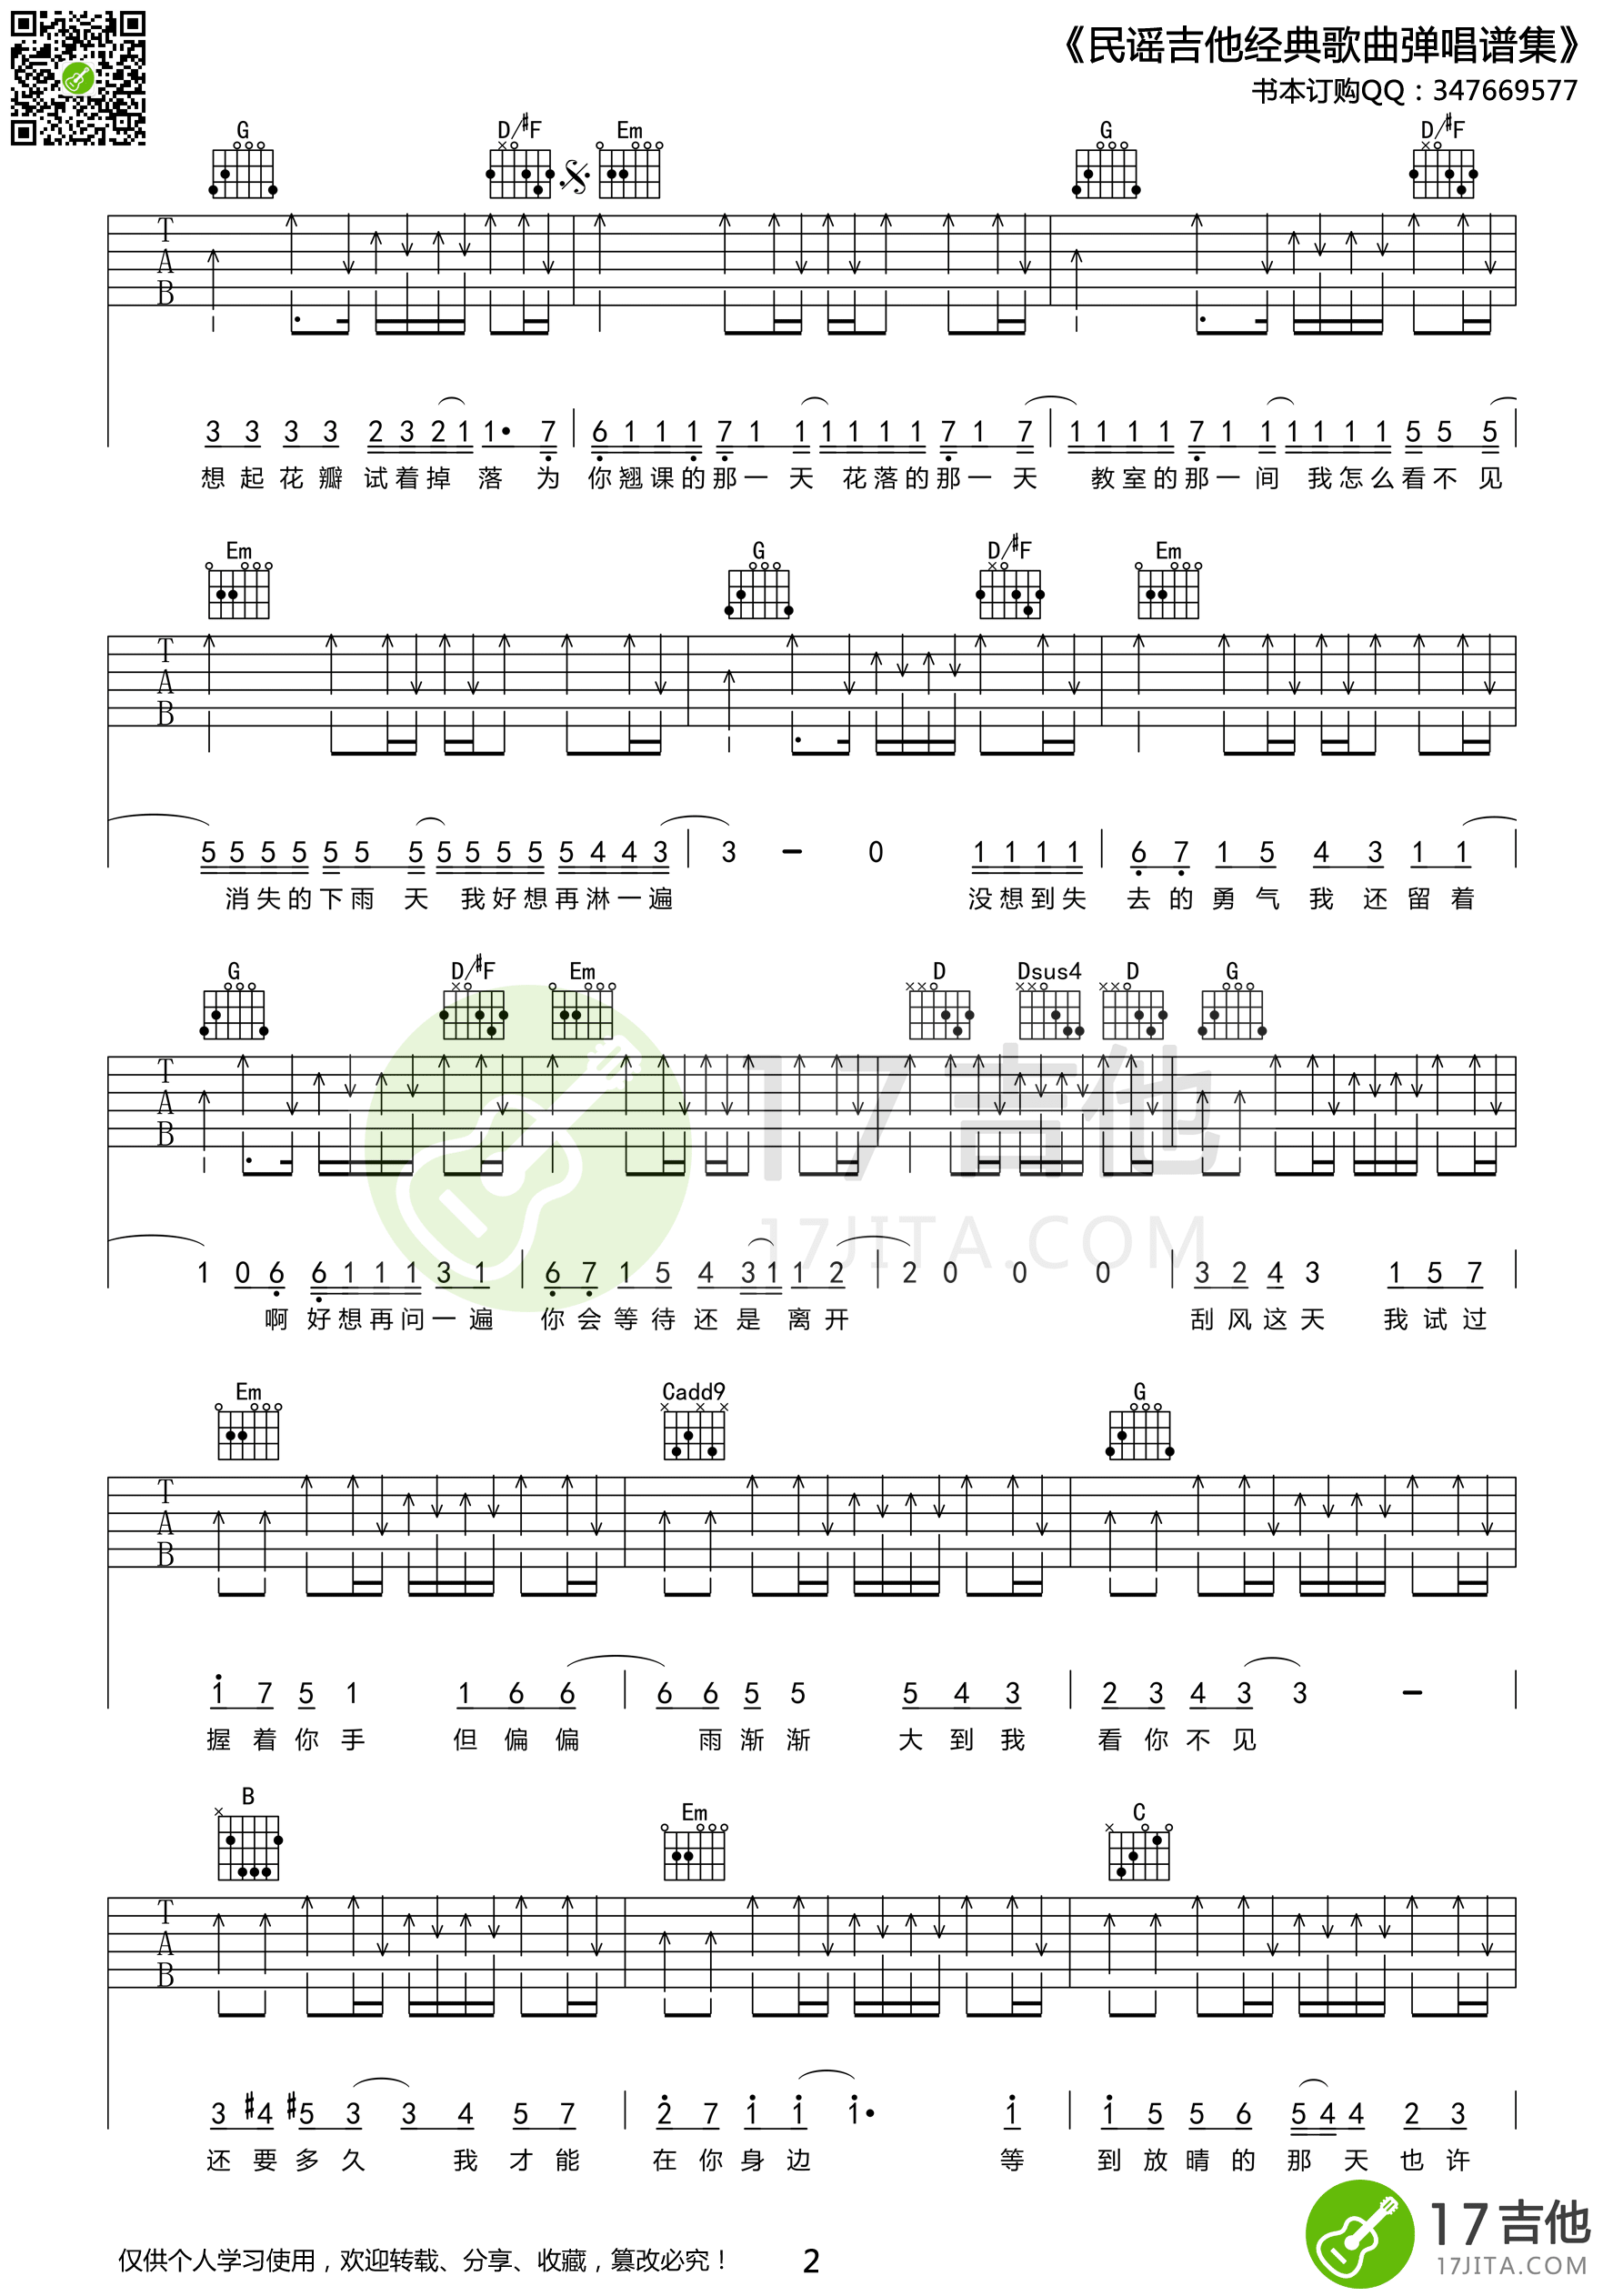 《民谣吉他经典歌曲弹唱谱集》
书本订购QQ：347669577
G D/#F Em G D/#F
T
A
B
3 3 3 3 2 3 2 1 1• 7 | 6 1 1 1 7 1 1 1 1 1 1 7 1 7 | 1 1 1 1 7 1 1 1 1 1 1 5 5 5 |
想起花瓣试着掉落为你翘课的那一天花落的那一天教室的那一间我怎么看不见
Em G D/#F Em
T
A
B
5 5 5 5 5 5 5 5 5 5 5 5 4 4 3 | 3 – 0 1 1 1 1 | 6 7 1 5 4 3 1 1 |
消失的下雨天我好想再淋一遍没想到失去的勇气我还留着
G D/#F Em D Dsus4 D G
T
A
B
1 0 6 6 1 1 1 3 1 | 6 7 1 5 4 3 1 1 2 | 2 0 0 0 | 3 2 4 3 1 5 7 |
啊好想再问一遍你会等待还是离开刮风这天我试过
17吉他
17JITA.COM
Em Cadd9 G
T
A
B
1 7 5 1 1 6 6 | 6 6 5 5 5 4 3 | 2 3 4 3 3 – |
握着你手但偏偏雨渐渐大到我看你不见
B Em C
T
A
B
3 #4 #5 3 3 4 5 7 | 2 7 1 1 1• 1 | 1 5 5 6 5 4 4 2 3 |
还要多久我才能在你身边等到放晴的那天也许
仅供个人学习使用，欢迎转载、分享、收藏，篡改必究！ 2
17吉他
17JITA.COM